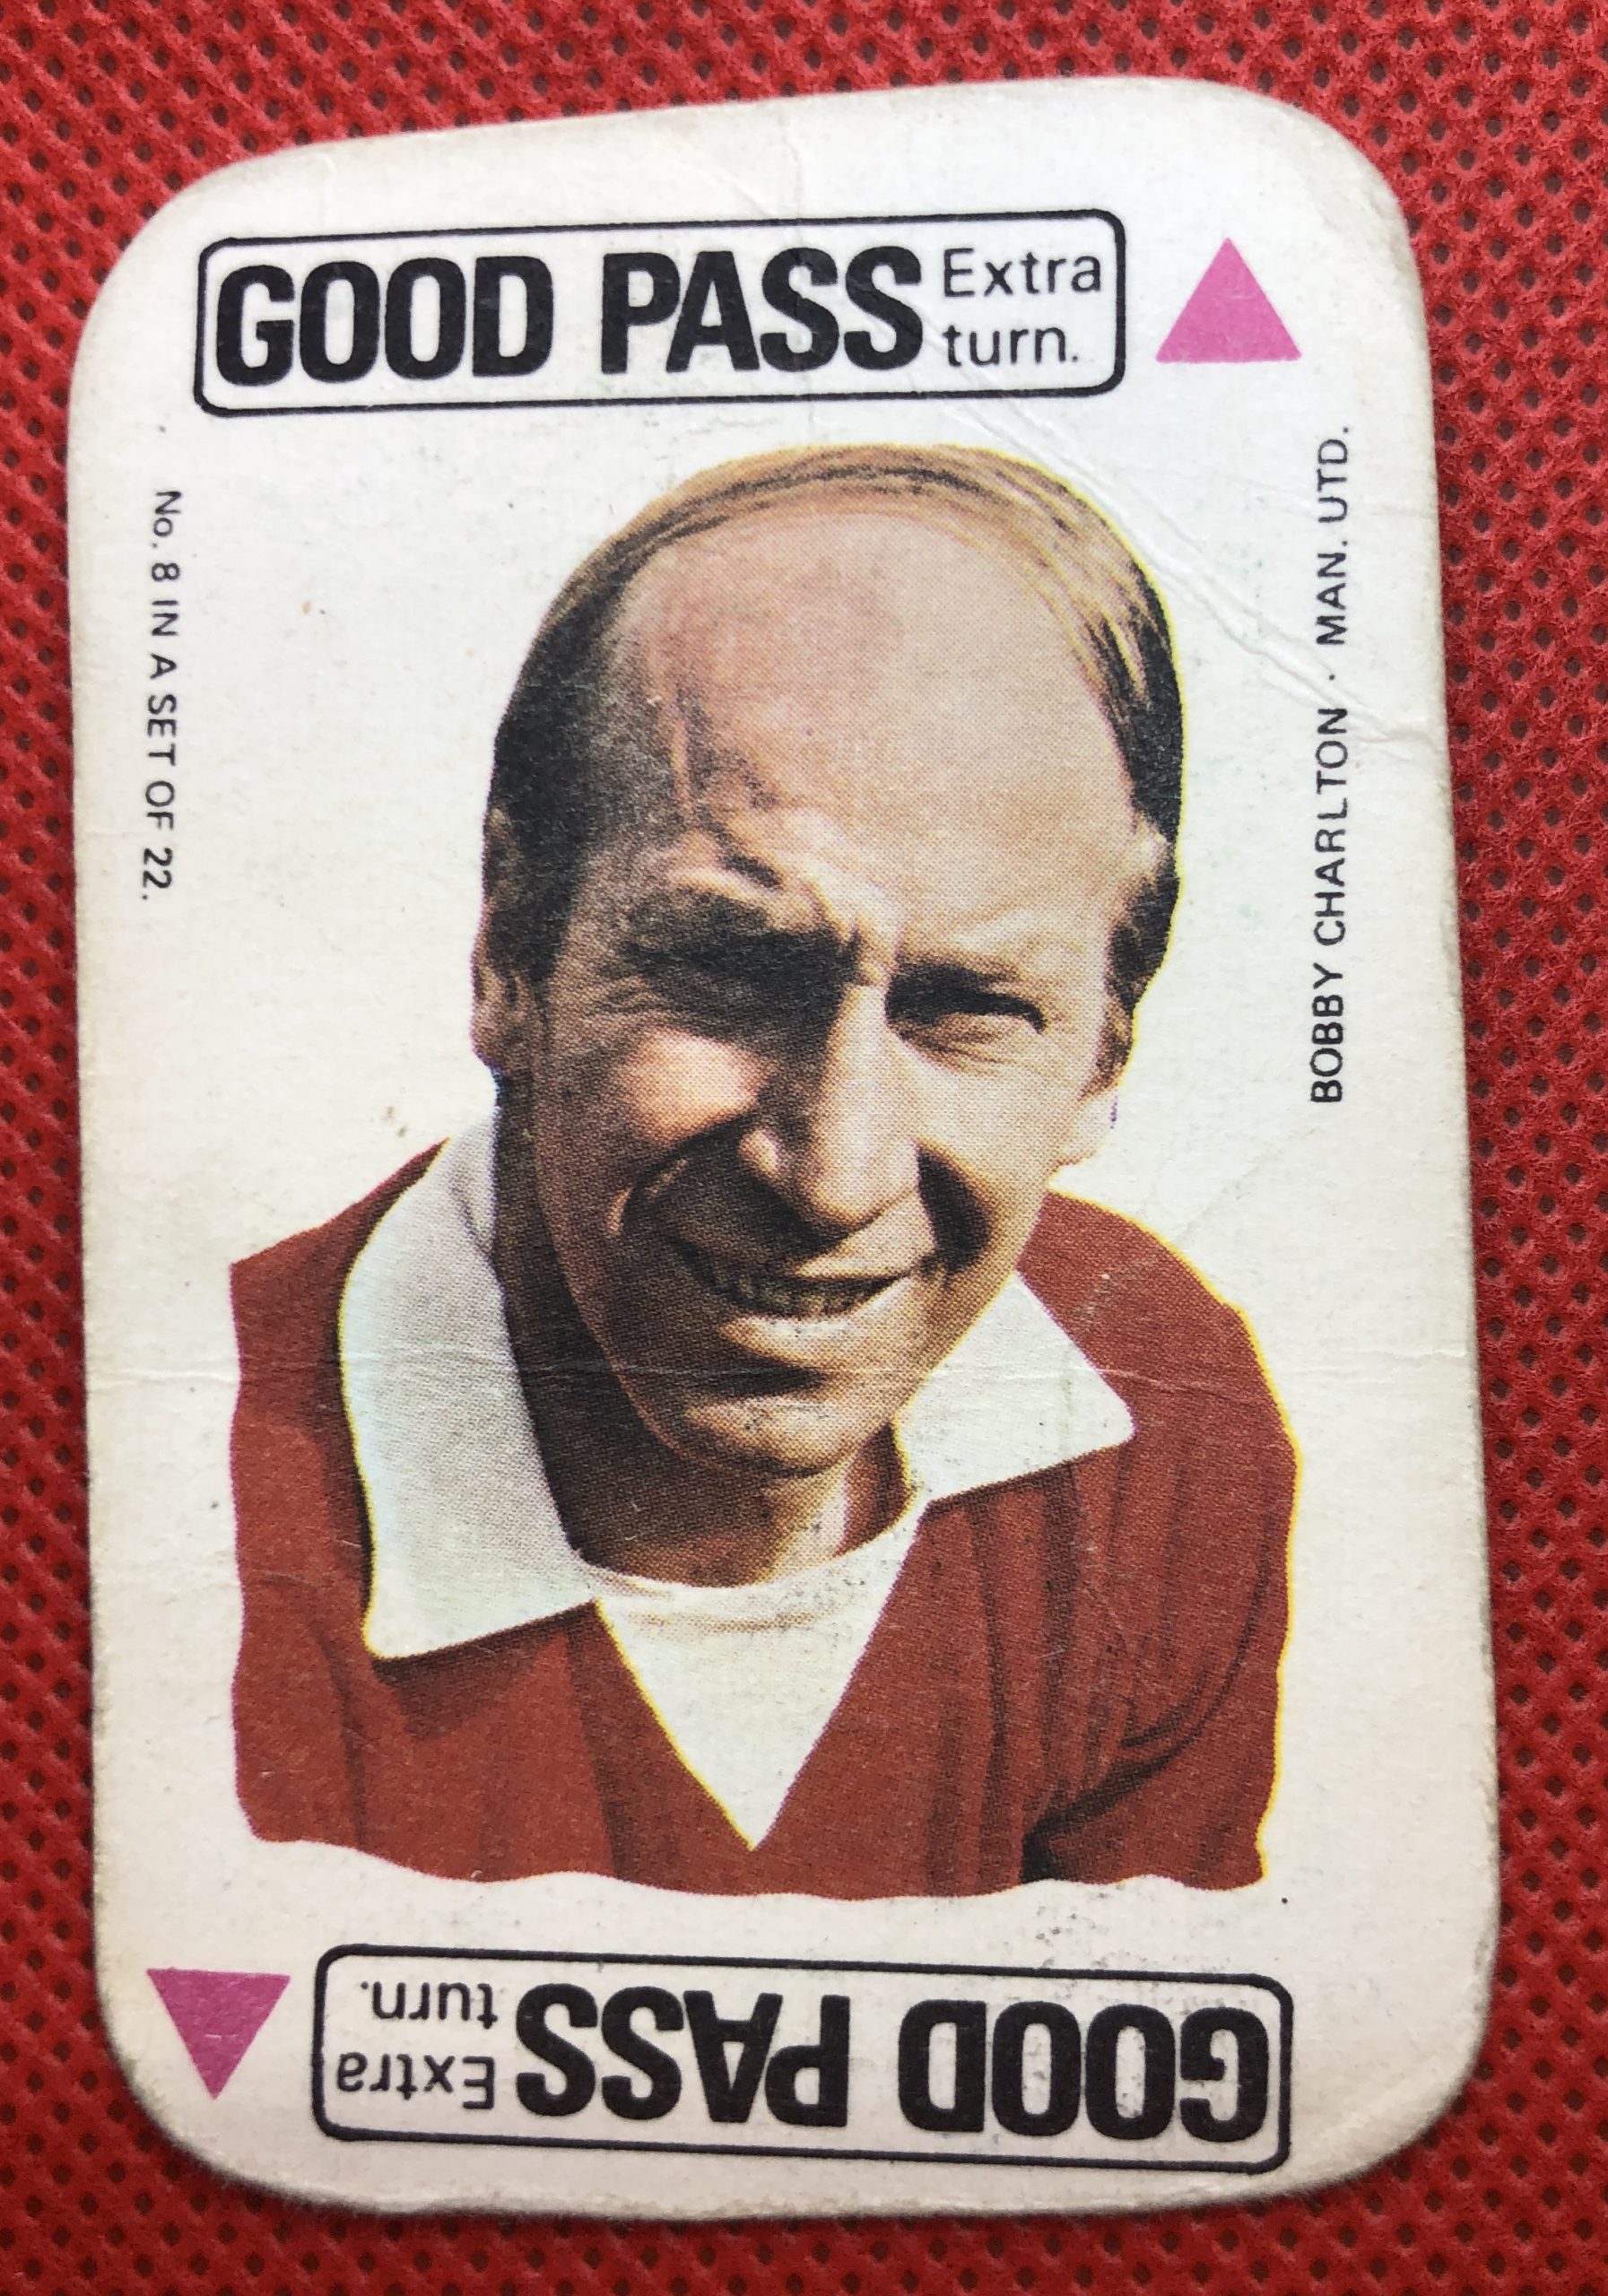 GOOD PASS Extra
turn.
No. 8 IN A SET OF 22.
BOBBY CHARLTON · MAN. UTD.
GOOD PASS Extra
turn.